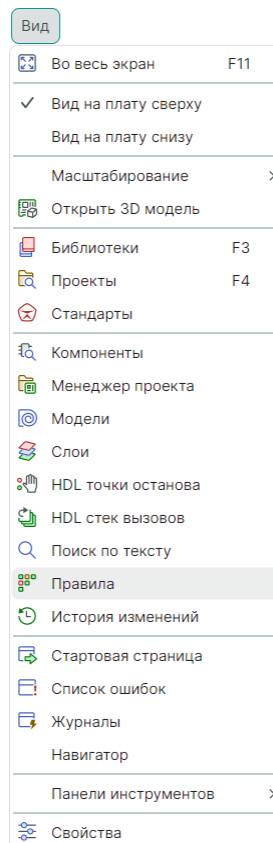 Вид
Во весь экран F11
Вид на плату сверху
Вид на плату снизу
Масштабирование
Открыть 3D модель
Библиотеки F3
Проекты F4
Стандарты
Компоненты
Менеджер проекта
Модели
Слои
HDL точки останова
HDL стек вызовов
Поиск по тексту
Правила
История изменений
Стартовая страница
Список ошибок
Журналы
Навигатор
Панели инструментов
Свойства